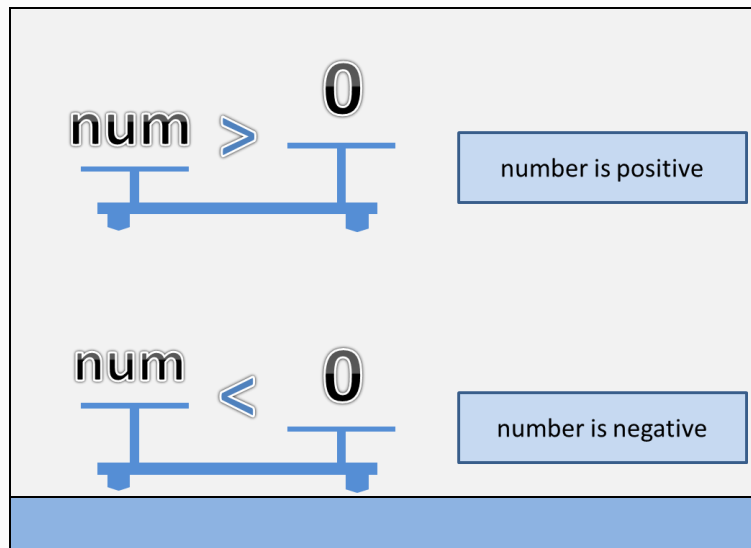 num > 0
number is positive
num < 0
number is negative